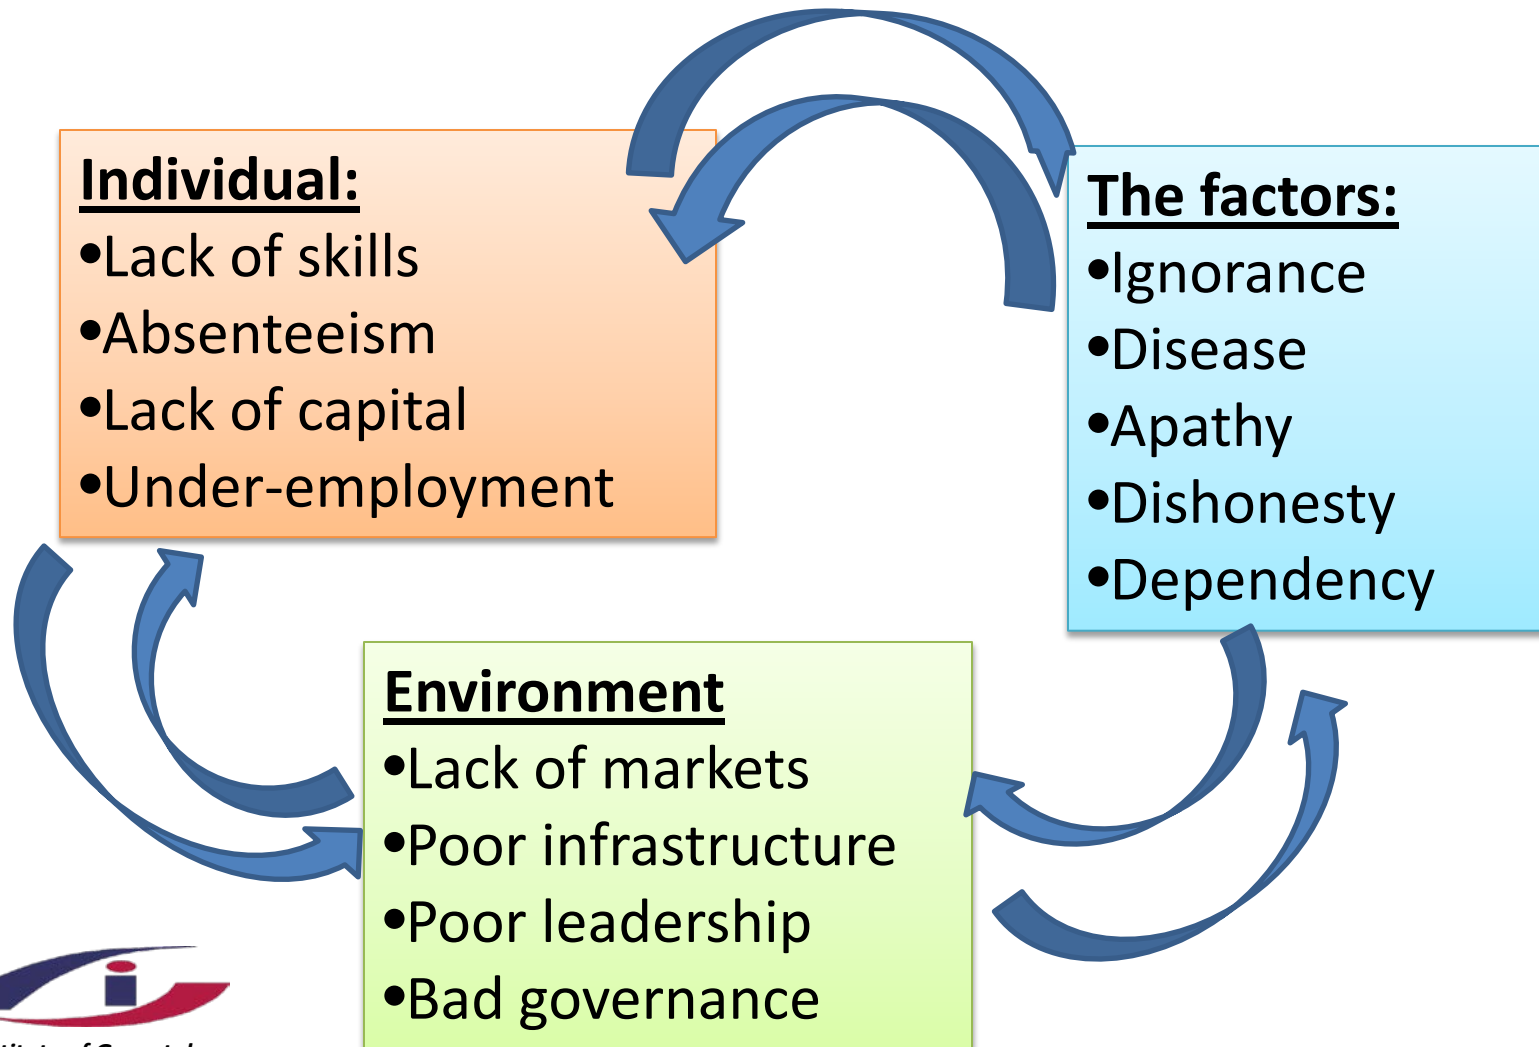 Individual:
•Lack of skills
•Absenteeism
•Lack of capital
•Under-employment
The factors:
•Ignorance
•Disease
•Apathy
•Dishonesty
•Dependency
Environment
•Lack of markets
•Poor infrastructure
•Poor leadership
•Bad governance